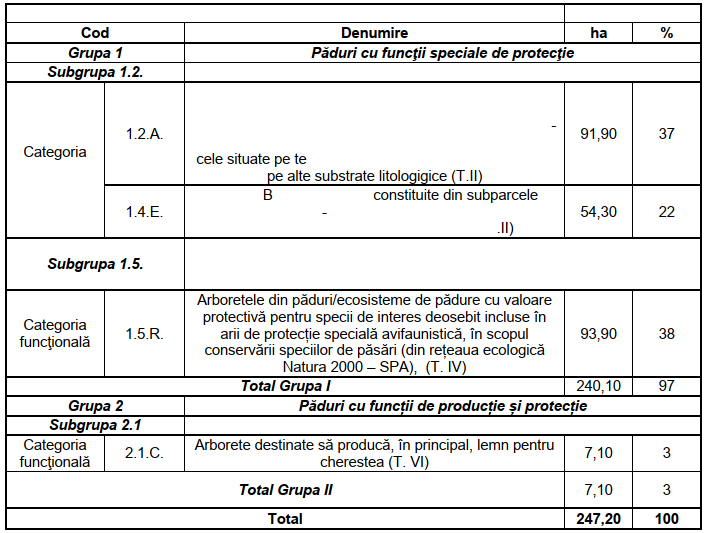 Cod Denumire ha %
Grupa 1 Păduri cu funcţii speciale de protecţie
Subgrupa 1.2.
Categoria 1.2.A. -
cele situate pe te
pe alte substrate litologigice (T.II) 91,90 37
1.4.E. B constituite din subparcele
-
.II) 54,30 22
Subgrupa 1.5.
Categoria
funcţională 1.5.R. Arboretele din păduri/ecosisteme de pădure cu valoare
protectivă pentru specii de interes deosebit incluse în
arii de protecție specială avifaunistică, în scopul
conservării speciilor de păsări (din rețeaua ecologică
Natura 2000 – SPA), (T. IV) 93,90 38
Total Grupa I 240,10 97
Grupa 2 Păduri cu funcții de producție și protecție
Subgrupa 2.1
Categoria
funcţională 2.1.C. Arborete destinate să producă, în principal, lemn pentru
cherestea (T. VI) 7,10 3
Total Grupa II 7,10 3
Total 247,20 100